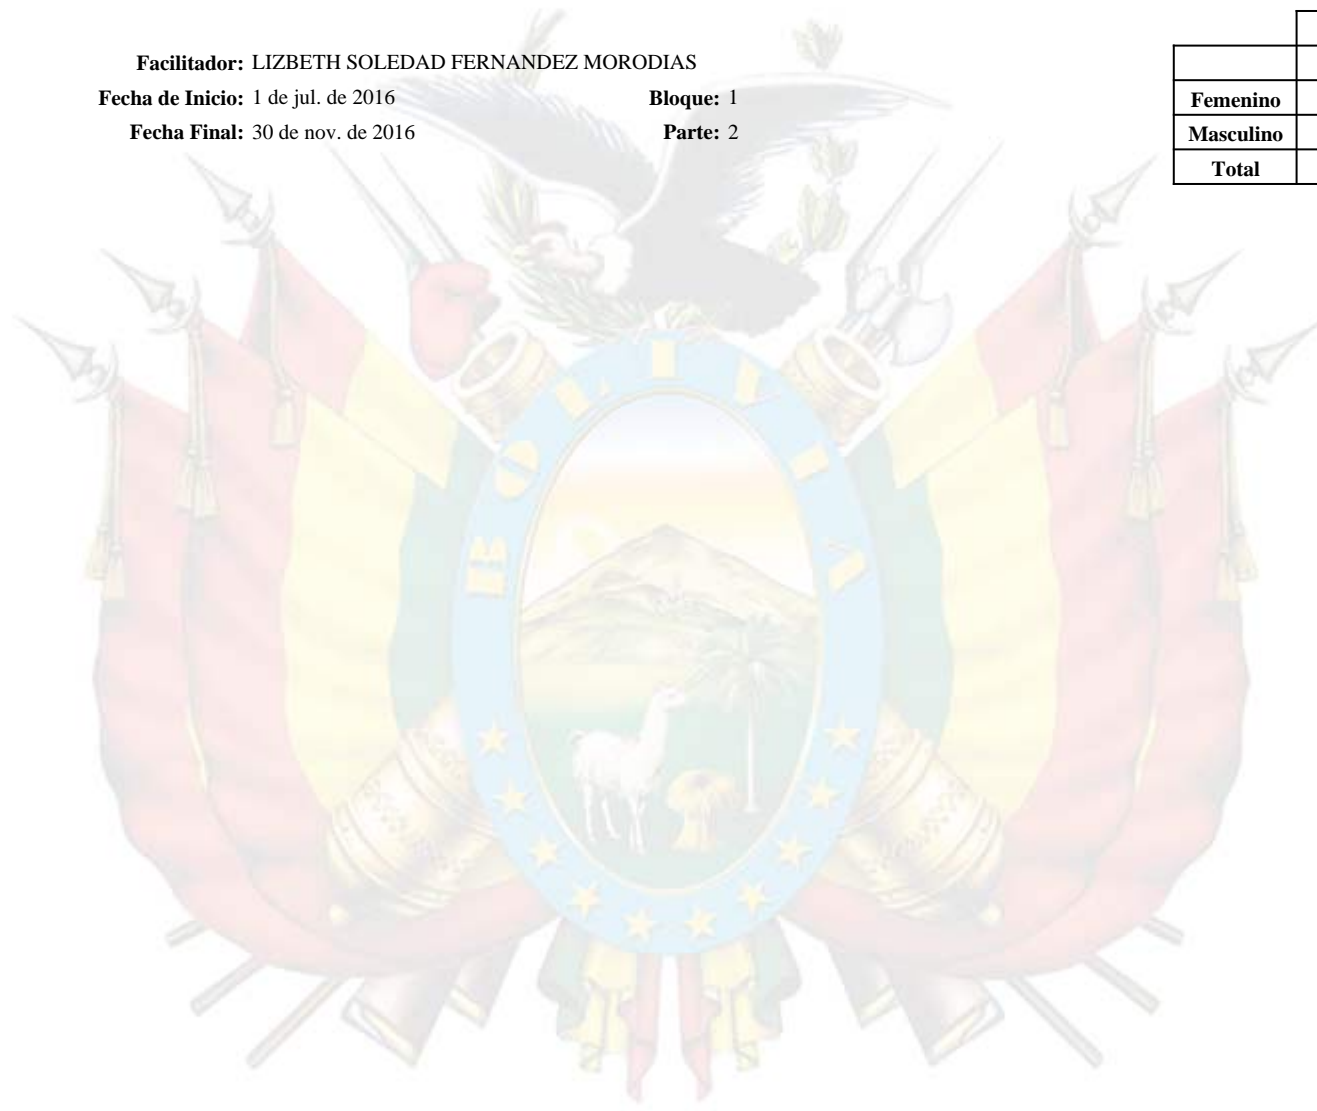 Facilitador: LIZBETH SOLEDAD FERNANDEZ MORODIAS
Fecha de Inicio: 1 de jul. de 2016 Bloque: 1
Fecha Final: 30 de nov. de 2016 Parte: 2
Femenino
Masculino
Total
BOLIVIA